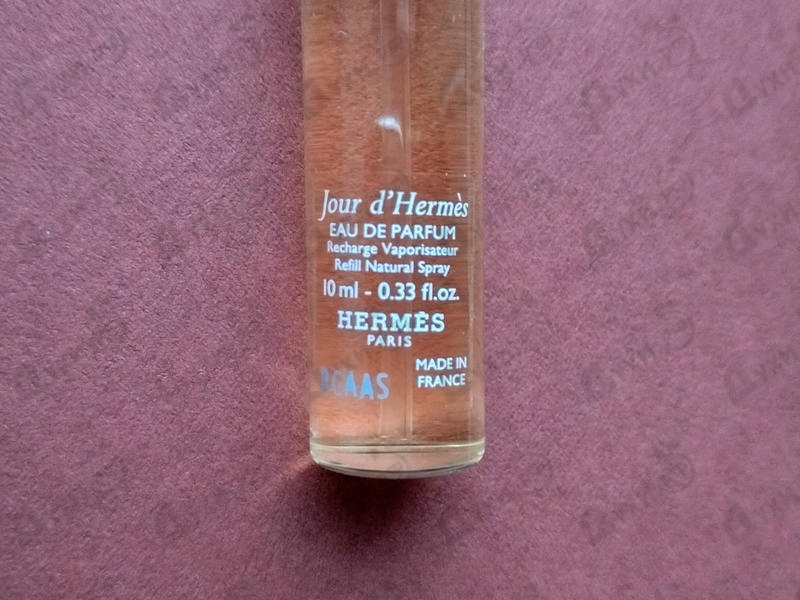 Jour d'Hermès
EAU DE PARFUM
Recharge Vaporisateur
Refill Natural Spray
10 ml - 0.33 fl.oz.
HERMÈS
PARIS
MADE IN
FRANCE